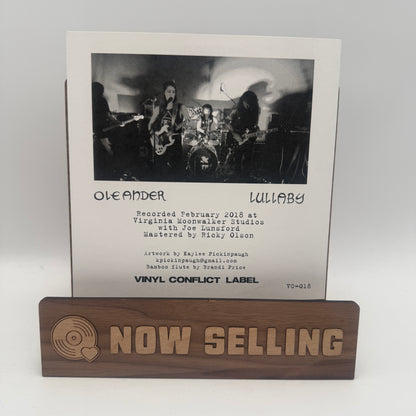 OLEANDER LULLABY
Recorded February 2018 at
Virginia Moonwalker Studios
with Joe Lunsford
Mastered by Ricky Olson
Artwork by Kaylee Pickinpaugh
kpickinpaugh@gmail.com
Bamboo flute by Brandi Price
VINYL CONFLICT LABEL
VC-018
NOW SELLING